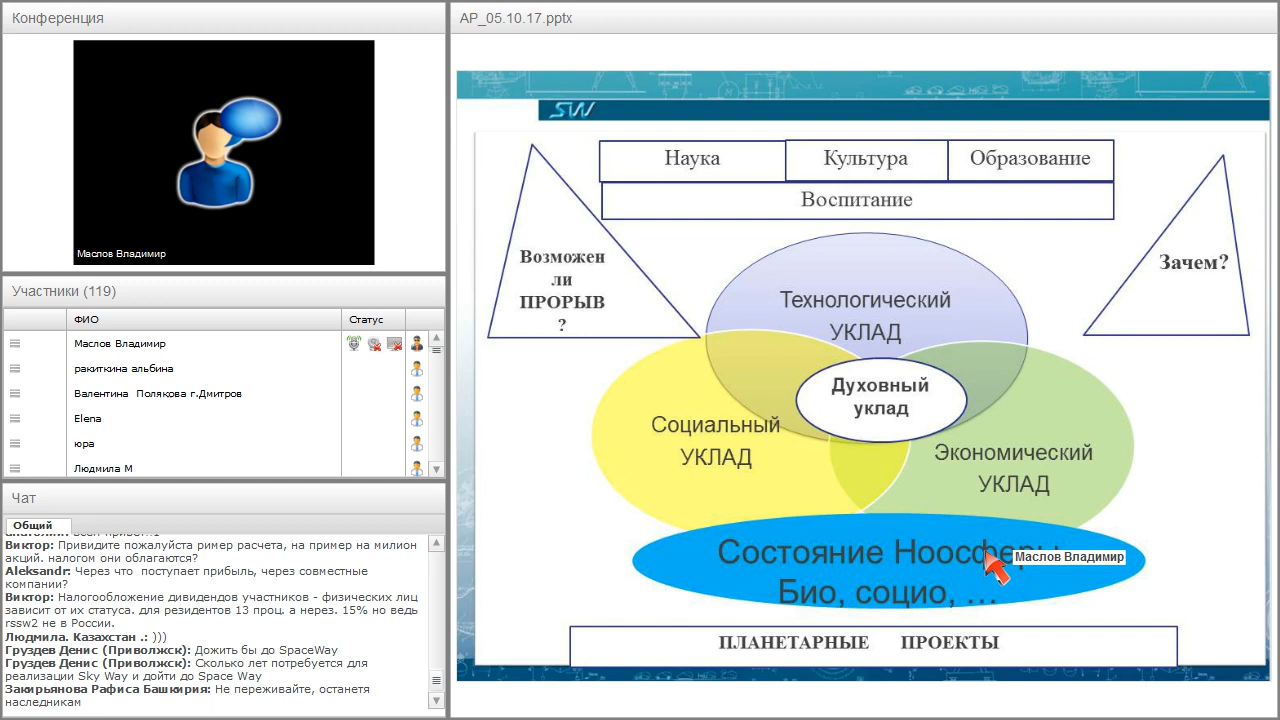 Конференция
Маслов Владимир
Участники (119)
ФИО
Статус
Маслов Владимир
ракиткина альбина
Валентина Полякова г.Дмитров
Elena
юра
Людмила М
Чат
Общий
Виктор: Привидите пожалуйста ример расчета, на пример на милион
акций. налогом они облагаются?
Aleksandr: Через что поступает прибыль, через совместные
компании?
Виктор: Налогообложение дивидендов участников - физических лиц
зависит от их статуса. для резидентов 13 проц. а нерез. 15% но ведь
rssw2 не в России.
Людмила. Казахстан .: )))
Груздев Денис (Приволжск): Дожить бы до SpaceWay
Груздев Денис (Приволжск): Сколько лет потребуется для
реализации Sky Way и дойти до Space Way
Закирьянова Рафиса Башкирия: Не переживайте, останетя
наследникам
AP_05.10.17.pptx
SW
Наука
Культура
Образование
Воспитание
Возможен
ли
ПРОРЫВ
?
Зачем?
Технологический
УКЛАД
Духовный
уклад
Социальный
УКЛАД
Экономический
УКЛАД
Состояние Ноосферы
Маслов Владимир
Био, социо, ...
ПЛАНЕТАРНЫЕ ПРОЕКТЫ